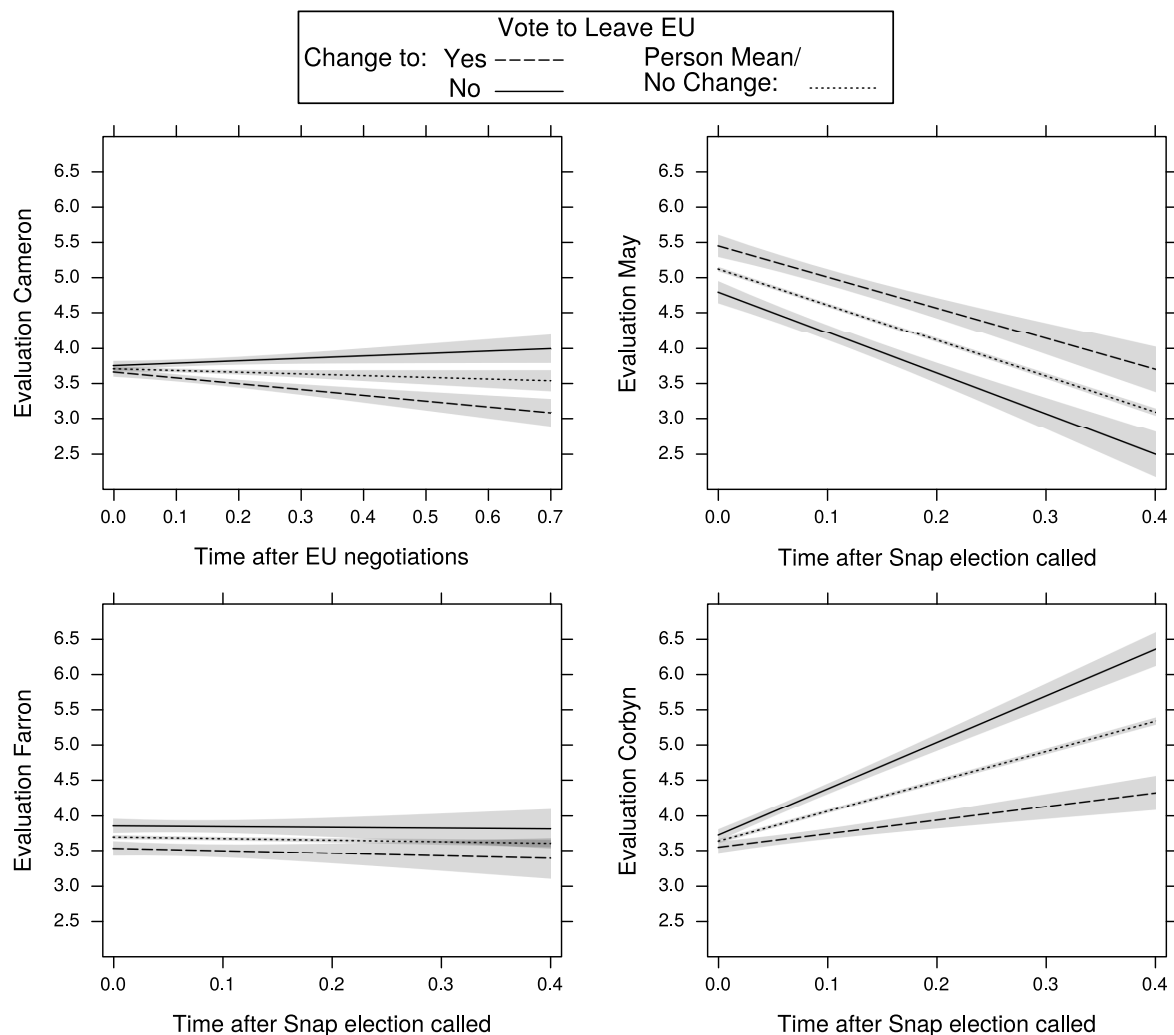 Vote to Leave EU
Change to: Yes Person Mean/
No No Change:
6.5
6.0
5.5
5.0
4.5
4.0
3.5
3.0
2.5
Evaluation Cameron
0.0 0.1 0.2 0.3 0.4 0.5 0.6 0.7
Time after EU negotiations
6.5
6.0
5.5
5.0
4.5
4.0
3.5
3.0
2.5
Evaluation May
0.0 0.1 0.2 0.3 0.4
Time after Snap election called
6.5
6.0
5.5
5.0
4.5
4.0
3.5
3.0
2.5
Evaluation Farron
0.0 0.1 0.2 0.3 0.4
Time after Snap election called
6.5
6.0
5.5
5.0
4.5
4.0
3.5
3.0
2.5
Evaluation Corbyn
0.0 0.1 0.2 0.3 0.4
Time after Snap election called